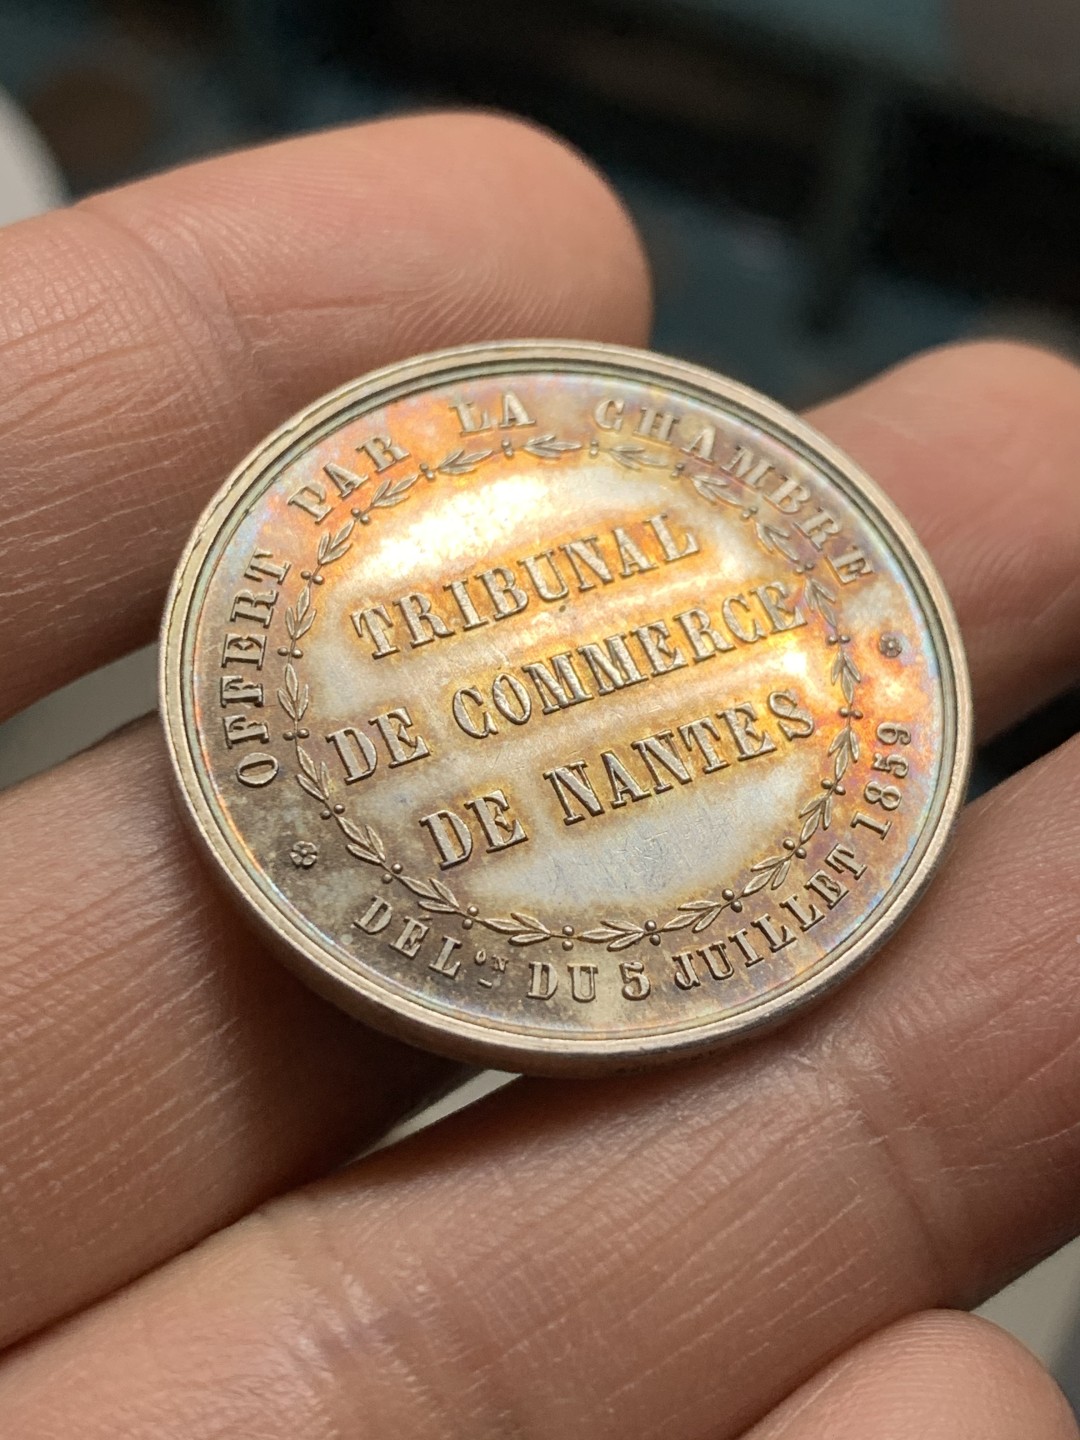 OFFERT PAR LA CHAMBRE
TRIBUNAL
DE COMMERCE
DE NANTES
DÉL.ON DU 5 JUILLET 1859